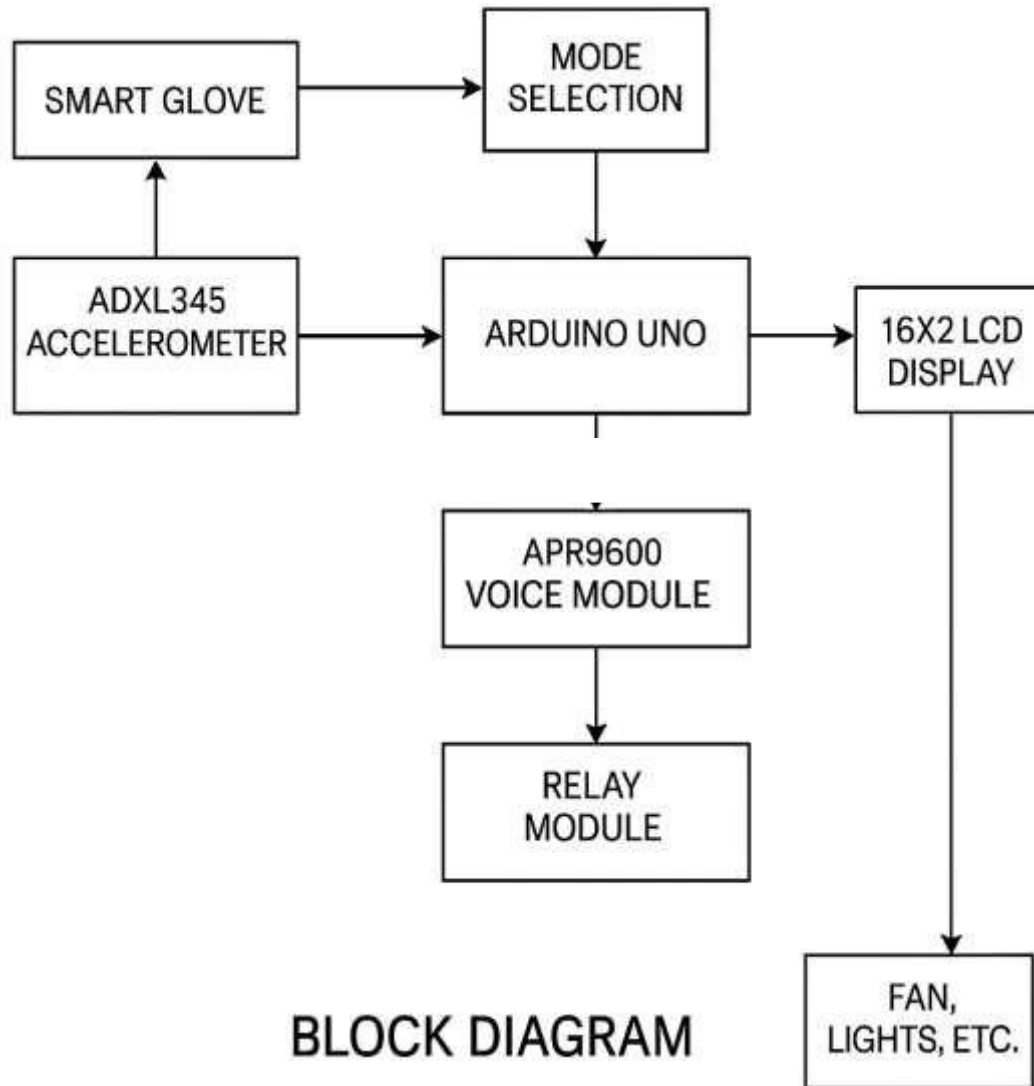 SMART GLOVE
MODE
SELECTION
ADXL345
ACCELEROMETER
ARDUINO UNO
16X2 LCD
DISPLAY
APR9600
VOICE MODULE
RELAY
MODULE
FAN,
LIGHTS, ETC.
BLOCK DIAGRAM